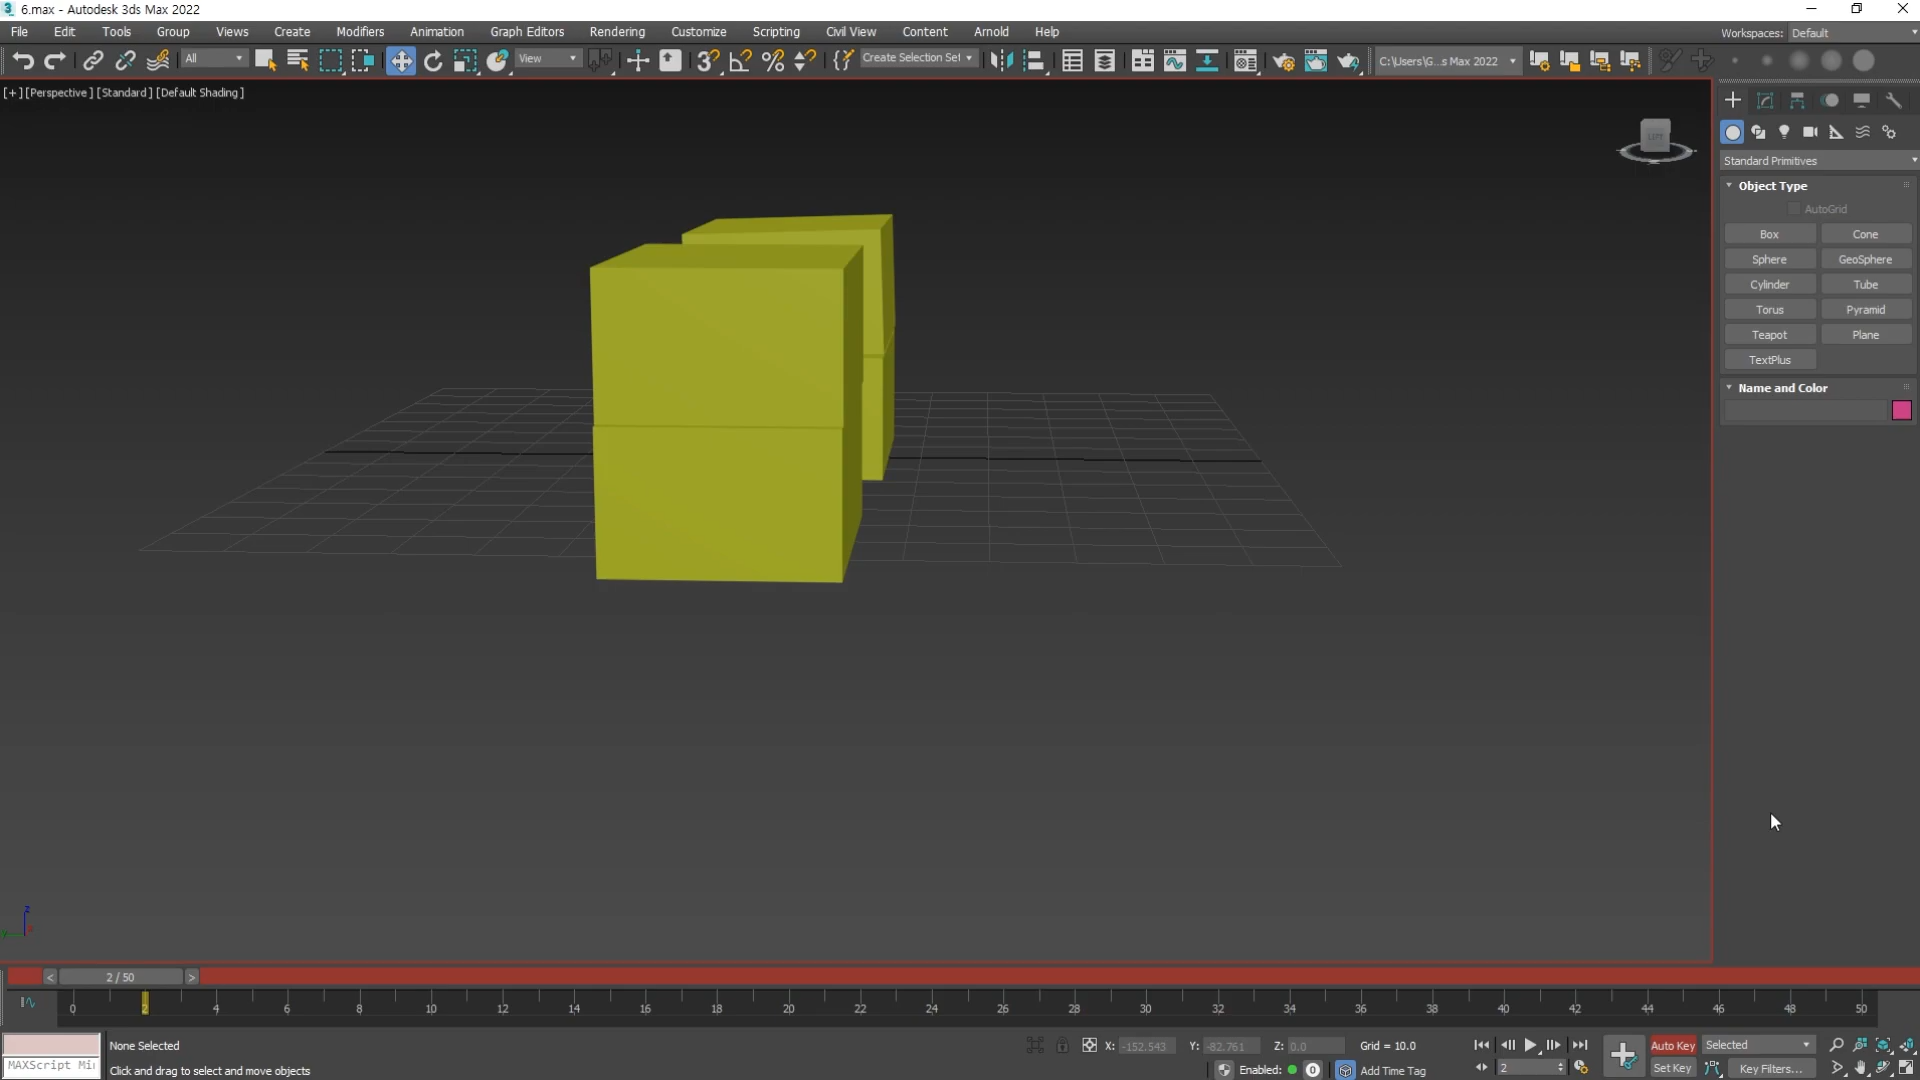 6.max - Autodesk 3ds Max 2022
File Edit Tools Group Views Create Modifiers Animation Graph Editors Rendering Customize Scripting Civil View Content Arnold Help Workspaces: Default
All View Create Selection Set C:\Users\G...s Max 2022
[+] [Perspective] [Standard] [Default Shading]
LEFT
Standard Primitives
Object Type
AutoGrid
Box Cone
Sphere GeoSphere
Cylinder Tube
Torus Pyramid
Teapot Plane
TextPlus
Name and Color
z
y x
< 2 / 50 >
0 2 4 6 8 10 12 14 16 18 20 22 24 26 28 30 32 34 36 38 40 42 44 46 48 50
None Selected X: -152.543 Y: -82.761 Z: 0.0 Grid = 10.0 Auto Key Selected
MAXScript Mi Click and drag to select and move objects Enabled: 0 Add Time Tag 2 Set Key Key Filters...